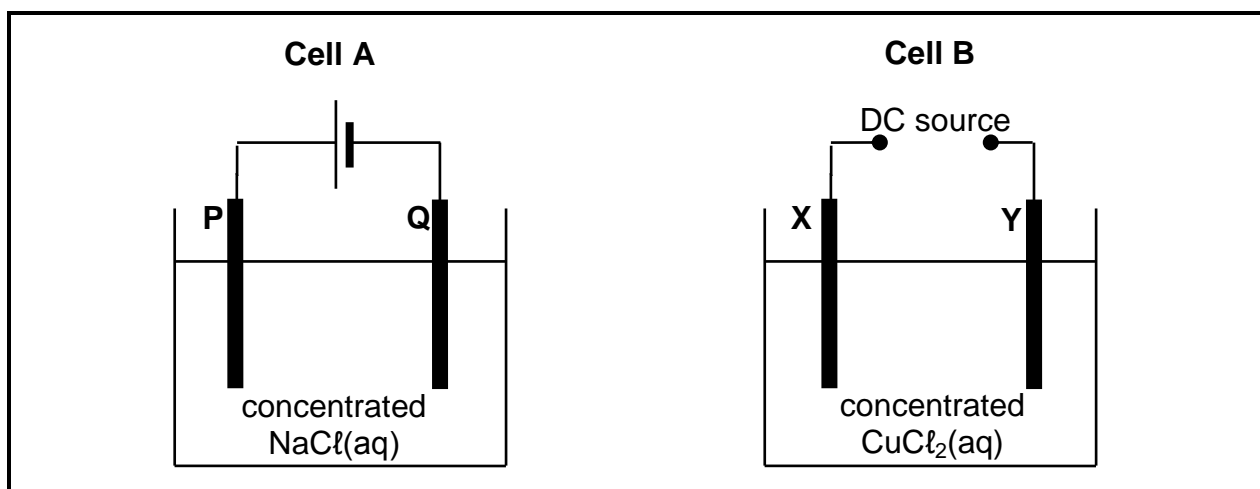 Cell A
P
Q
concentrated
NaCℓ(aq)
Cell B
DC source
X
Y
concentrated
CuCℓ₂(aq)